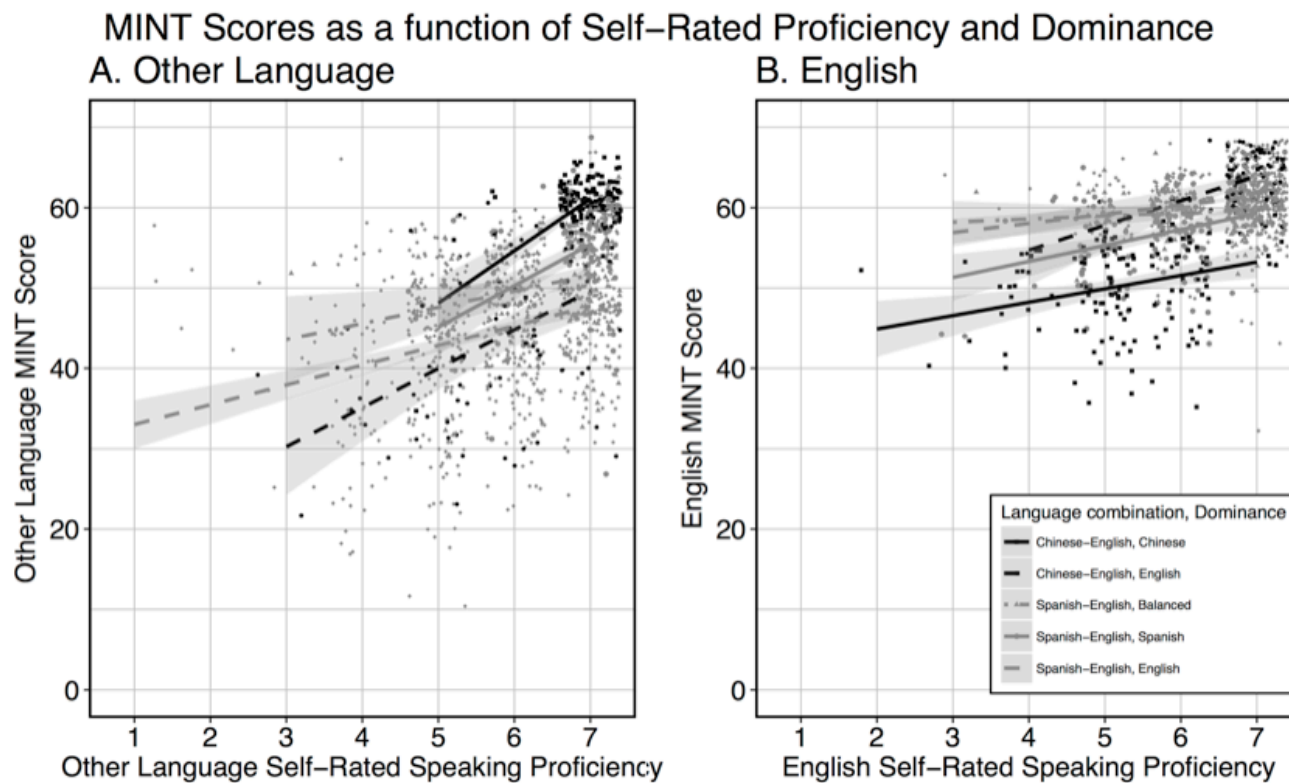 MINT Scores as a function of Self−Rated Proficiency and Dominance
A. Other Language
B. English
Other Language MINT Score
60
40
20
0
1 2 3 4 5 6 7
Other Language Self−Rated Speaking Proficiency
English MINT Score
60
40
20
0
1 2 3 4 5 6 7
English Self−Rated Speaking Proficiency
Language combination, Dominance
Chinese−English, Chinese
Chinese−English, English
Spanish−English, Balanced
Spanish−English, Spanish
Spanish−English, English